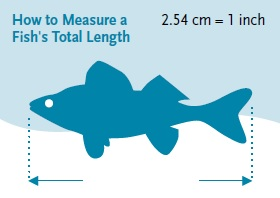 How to Measure a
Fish's Total Length
2.54 cm = 1 inch